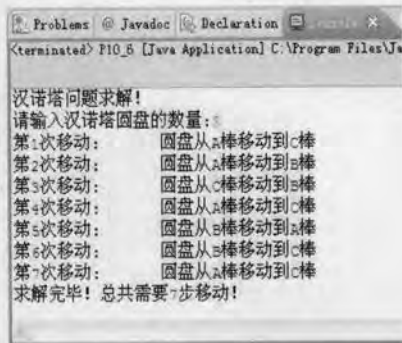 Problems @ Javadoc Declaration
<terminated> P10_6 [Java Application] C:\Program Files\Ja
汉诺塔问题求解!
请输入汉诺塔圆盘的数量:
第1次移动: 圆盘从A棒移动到C棒
第2次移动: 圆盘从A棒移动到B棒
第3次移动: 圆盘从C棒移动到B棒
第4次移动: 圆盘从A棒移动到C棒
第5次移动: 圆盘从B棒移动到A棒
第6次移动: 圆盘从B棒移动到C棒
第7次移动: 圆盘从A棒移动到C棒
求解完毕! 总共需要7步移动!